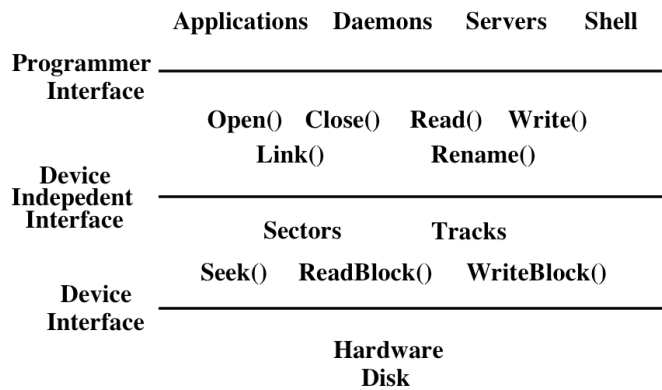 Applications Daemons Servers Shell
Programmer
Interface
Open() Close() Read() Write()
Link() Rename()
Device
Indepedent
Interface
Sectors Tracks
Seek() ReadBlock() WriteBlock()
Device
Interface
Hardware
Disk